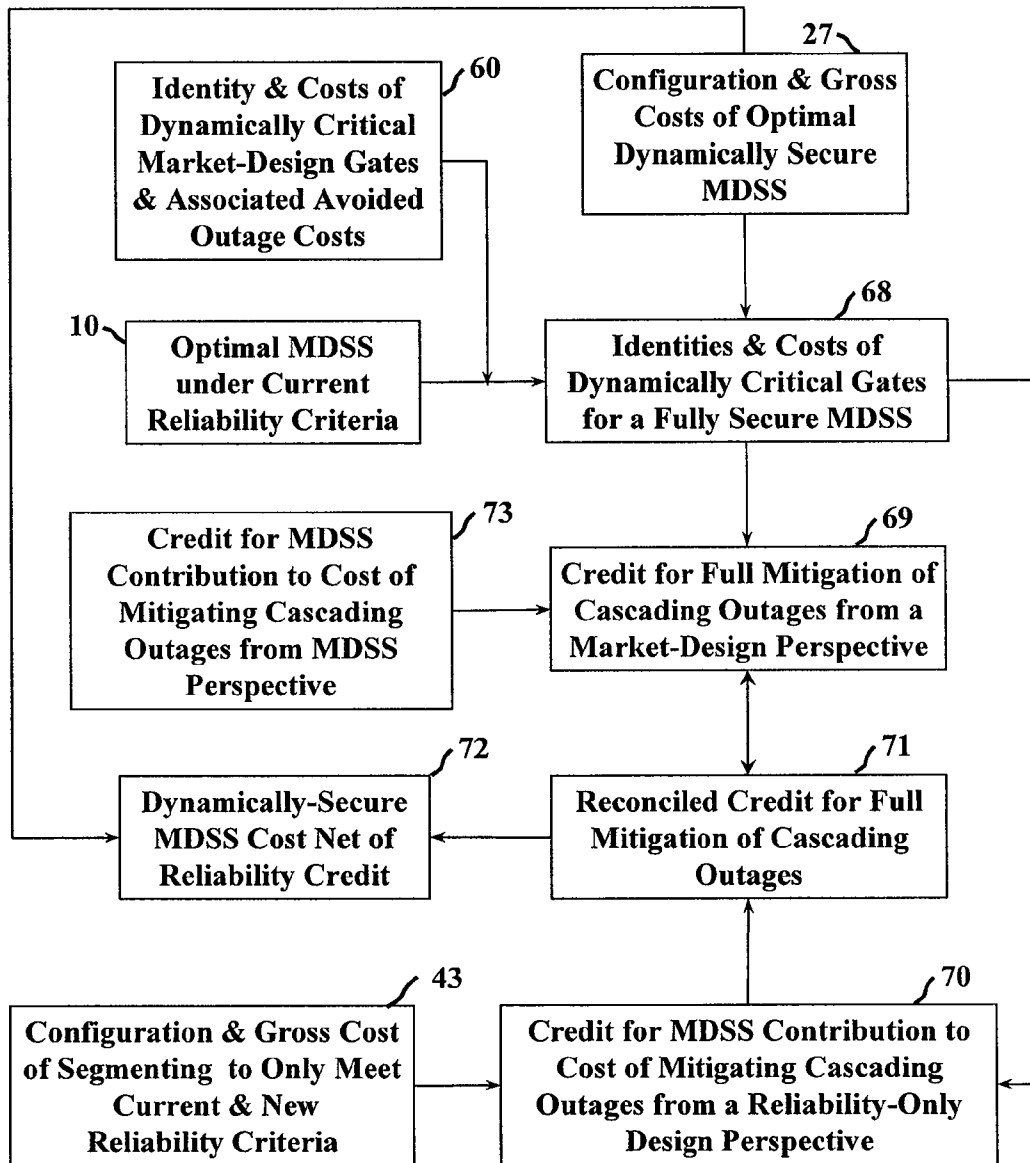 27
60
Identity & Costs of
Dynamically Critical
Market-Design Gates
& Associated Avoided
Outage Costs
Configuration & Gross
Costs of Optimal
Dynamically Secure
MDSS
10
Optimal MDSS
under Current
Reliability Criteria
68
Identities & Costs of
Dynamically Critical Gates
for a Fully Secure MDSS
73
Credit for MDSS
Contribution to Cost of
Mitigating Cascading
Outages from MDSS
Perspective
69
Credit for Full Mitigation of
Cascading Outages from a
Market-Design Perspective
72
Dynamically-Secure
MDSS Cost Net of
Reliability Credit
71
Reconciled Credit for Full
Mitigation of Cascading
Outages
43
Configuration & Gross Cost
of Segmenting to Only Meet
Current & New
Reliability Criteria
70
Credit for MDSS Contribution to
Cost of Mitigating Cascading
Outages from a Reliability-Only
Design Perspective